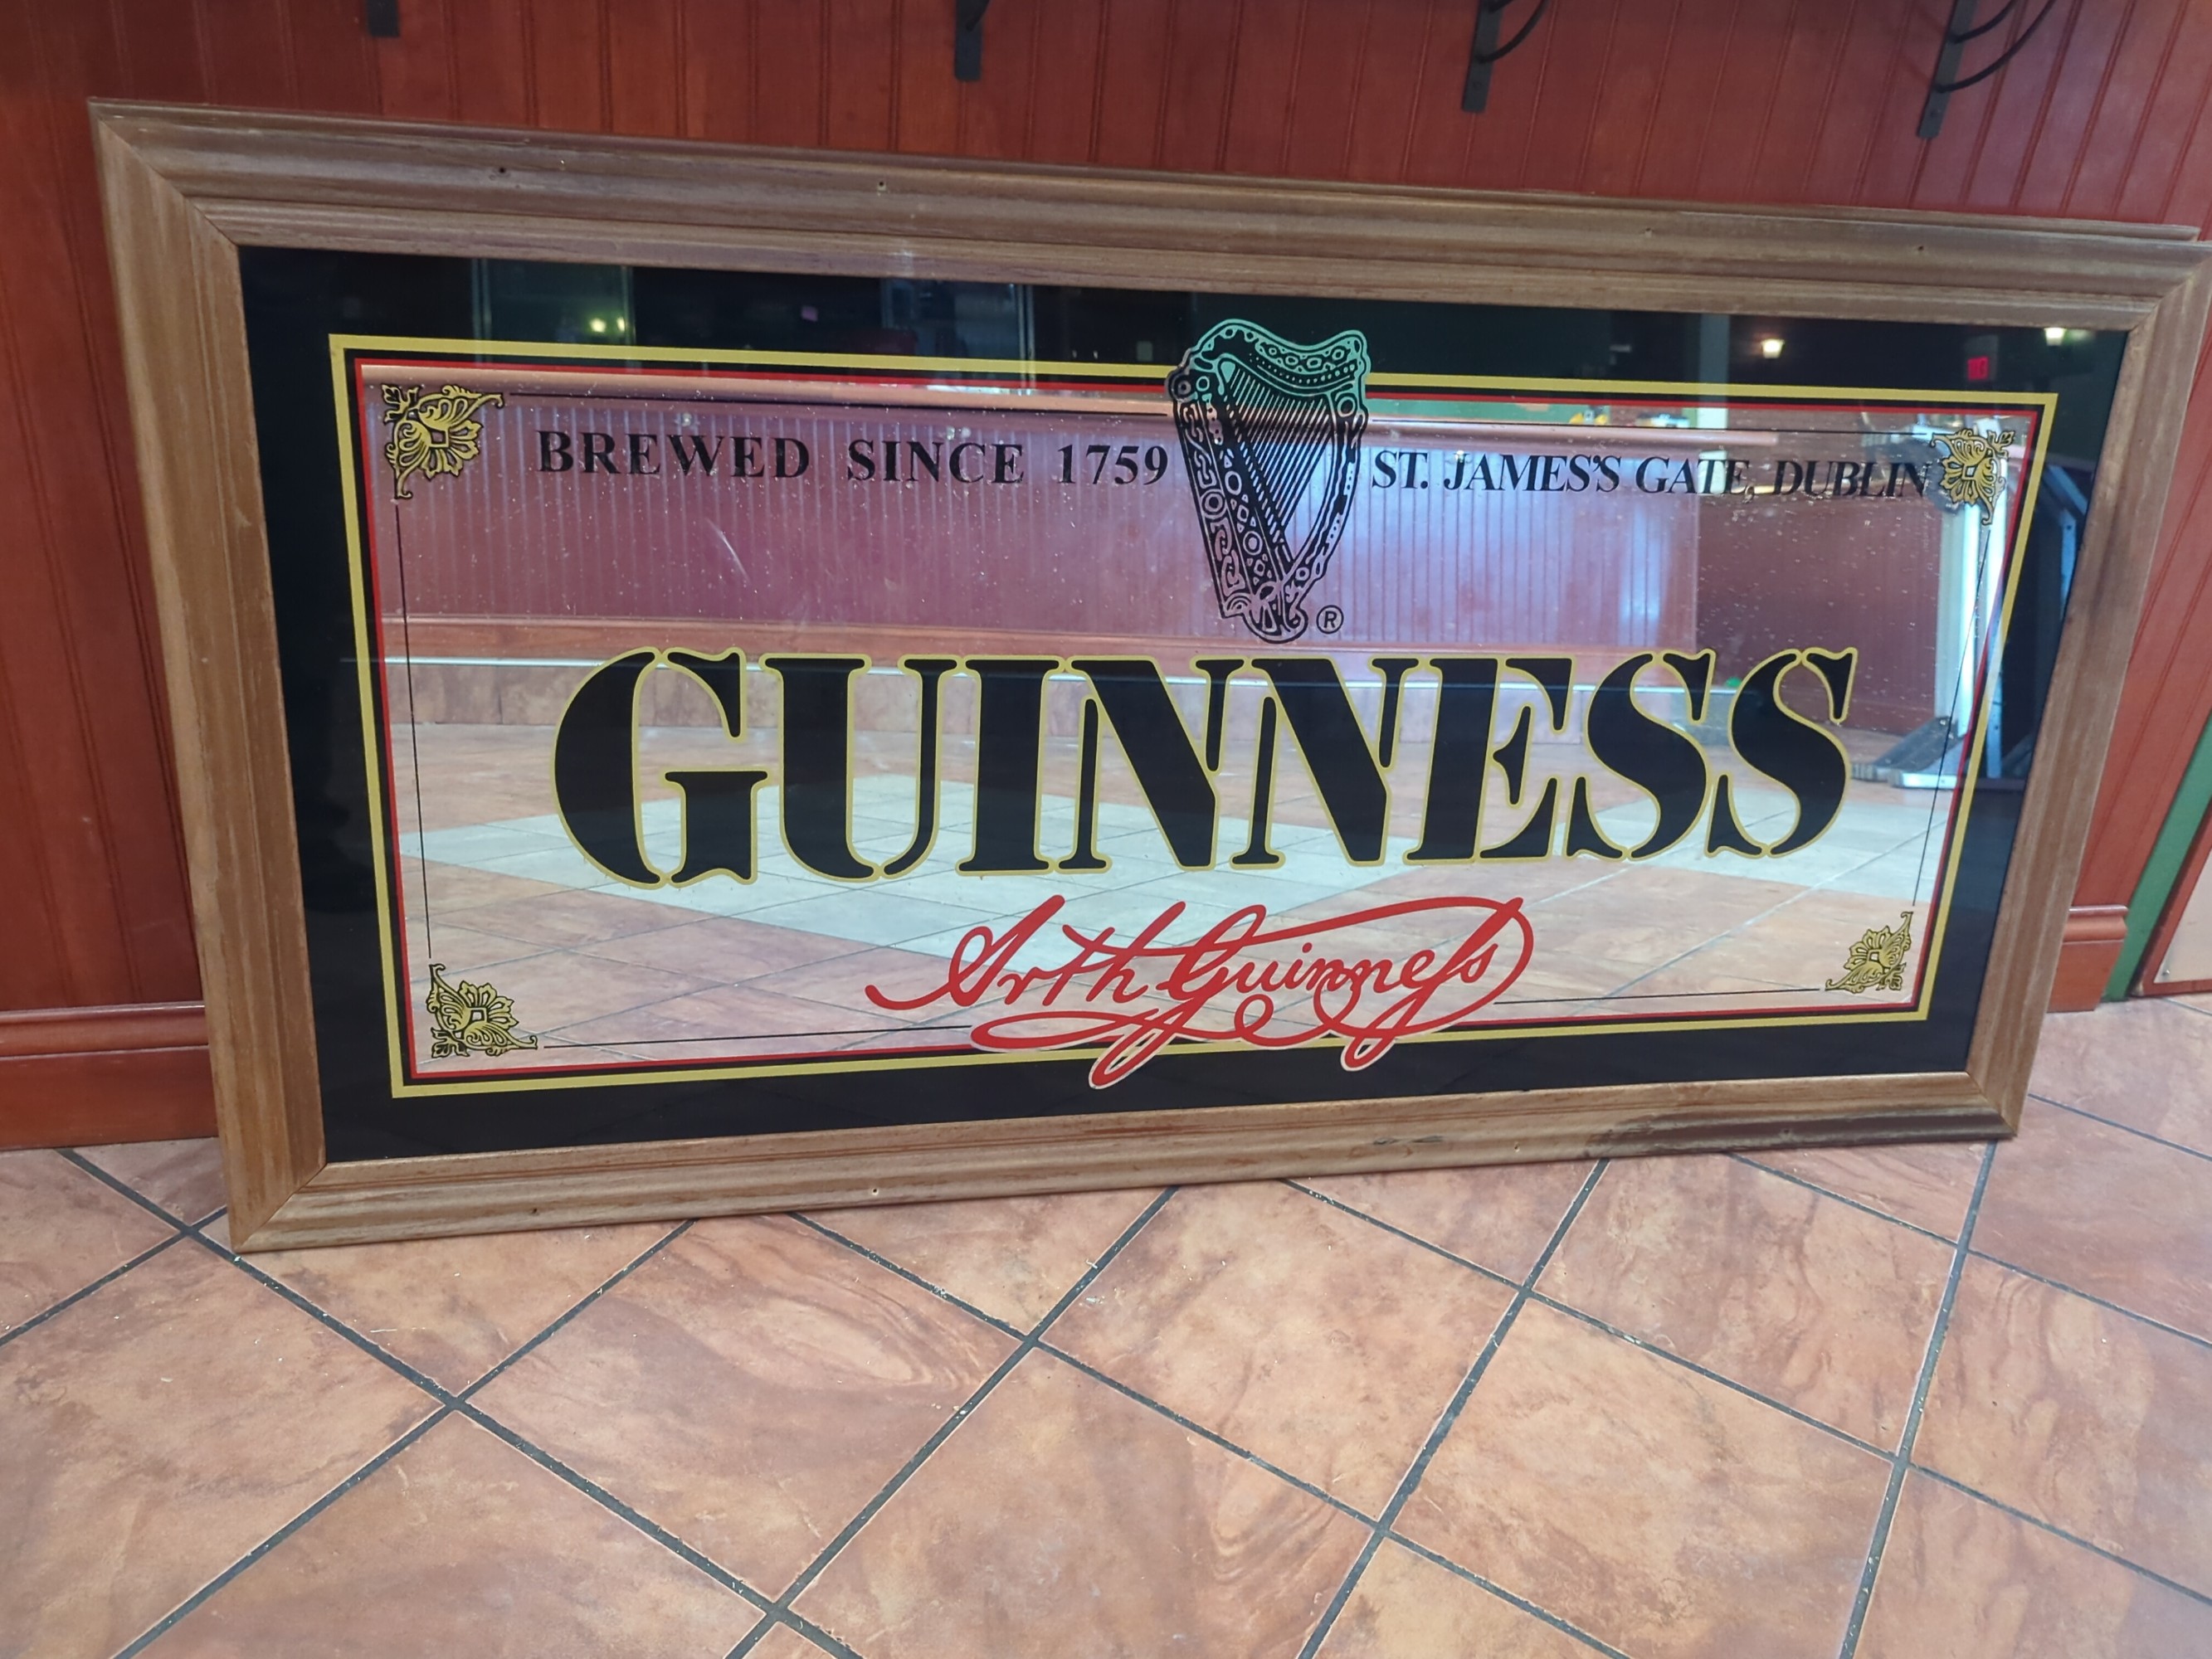 BREWED SINCE 1759 ST. JAMES'S GATE, DUBLIN
®
GUINNESS
Arth Guinness